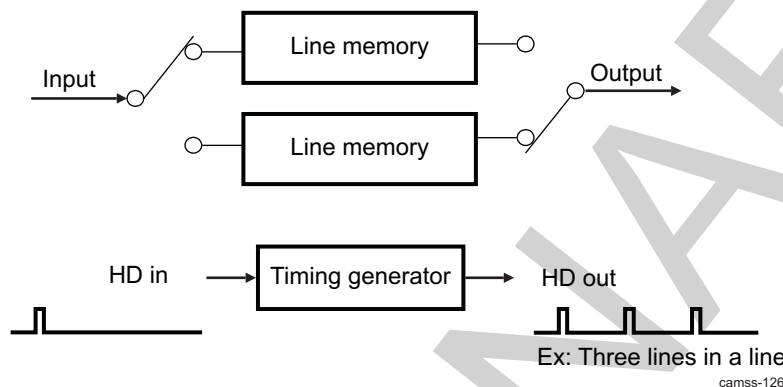 Line memory
Input
Output
Line memory
HD in
Timing generator
HD out
Ex: Three lines in a line
camss-126